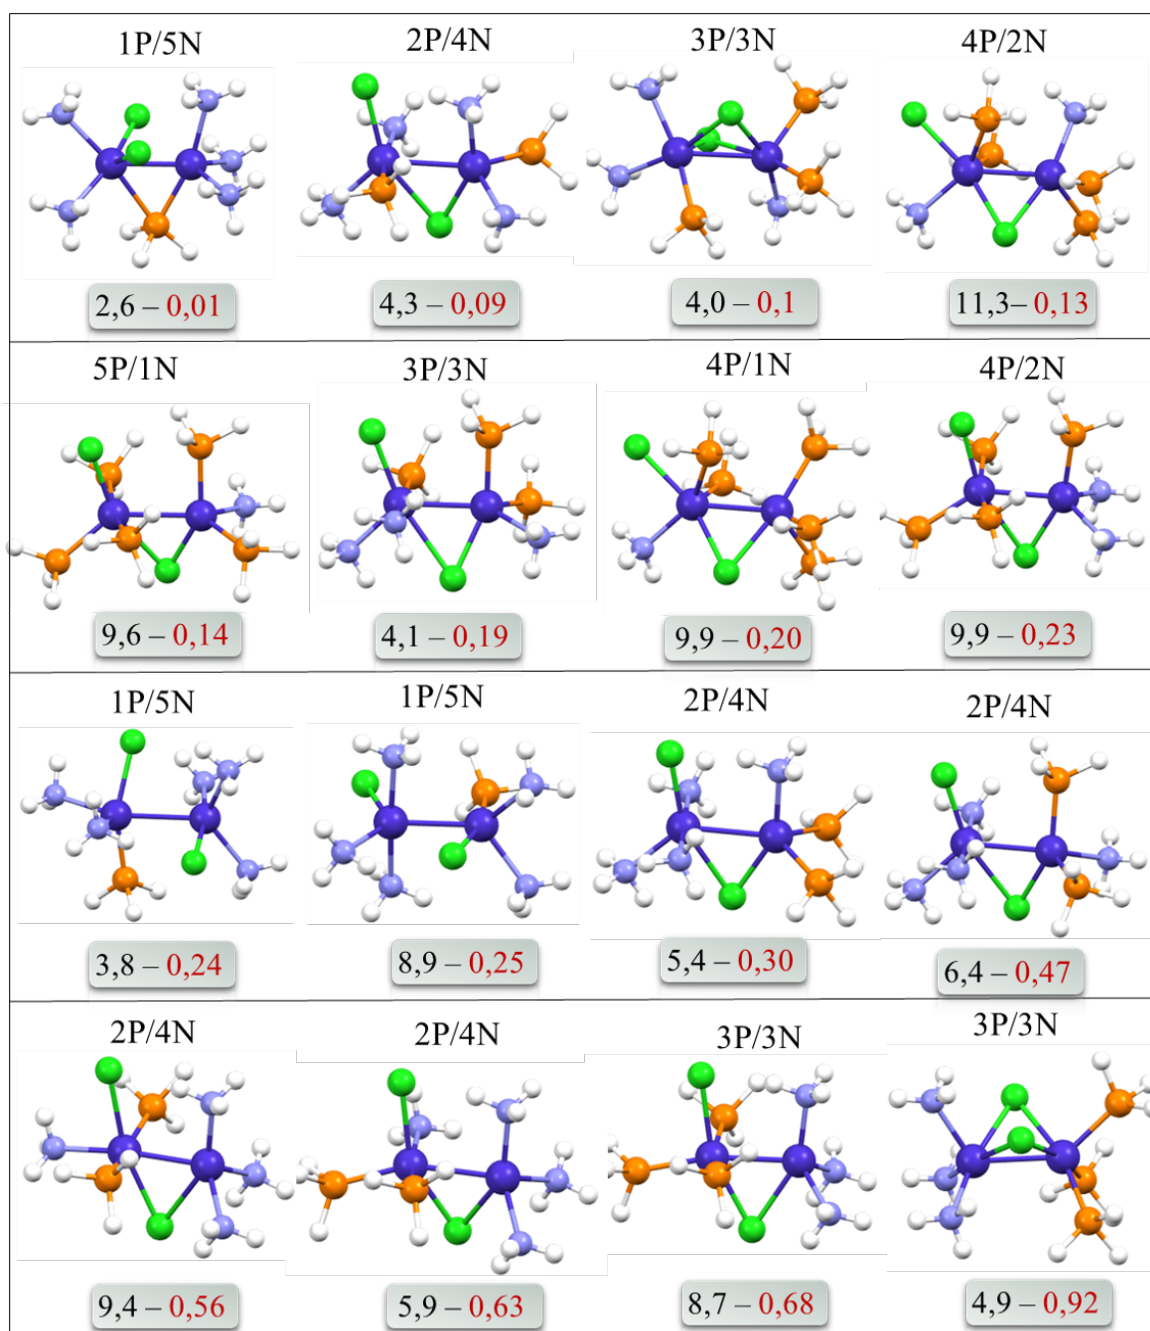 1P/5N 2P/4N 3P/3N 4P/2N
2,6 – 0,01 4,3 – 0,09 4,0 – 0,1 11,3– 0,13
5P/1N 3P/3N 4P/1N 4P/2N
9,6 – 0,14 4,1 – 0,19 9,9 – 0,20 9,9 – 0,23
1P/5N 1P/5N 2P/4N 2P/4N
3,8 – 0,24 8,9 – 0,25 5,4 – 0,30 6,4 – 0,47
2P/4N 2P/4N 3P/3N 3P/3N
9,4 – 0,56 5,9 – 0,63 8,7 – 0,68 4,9 – 0,92